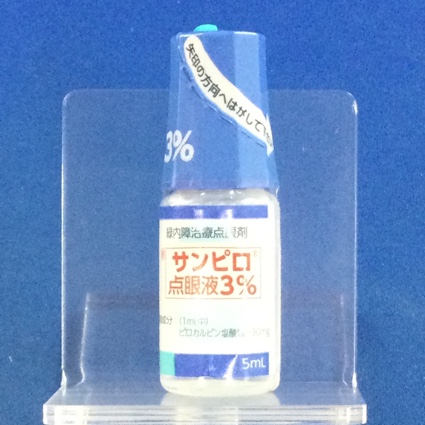 矢印の方向へはがして
3%
緑内障治療点眼剤
サンピロ®
点眼液3%
(1mL中)
ピロカルピン塩酸塩 30mg
5mL